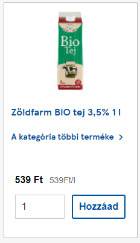 Bio
Tej
Zöldfarm BIO tej 3,5% 1 l
A kategória többi terméke >
539 Ft 539Ft/l
1
Hozzáad